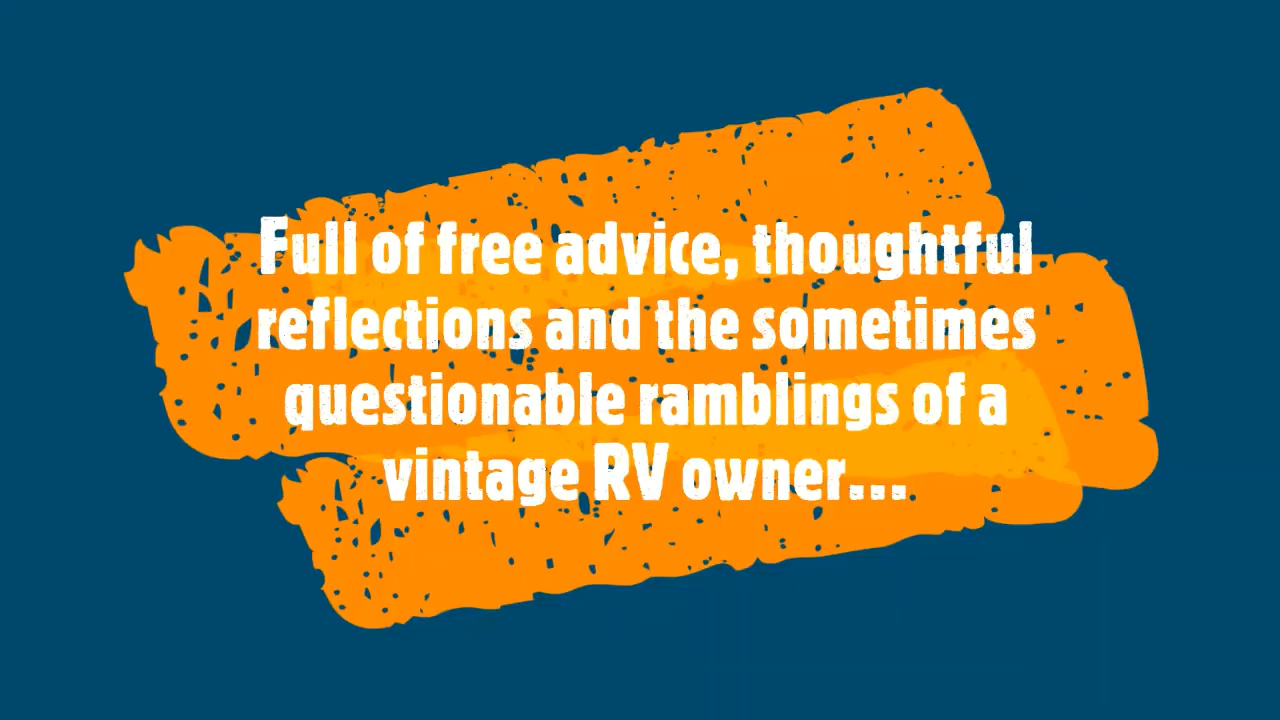 Full of free advice, thoughtful
reflections and the sometimes
questionable ramblings of a
vintage RV owner...